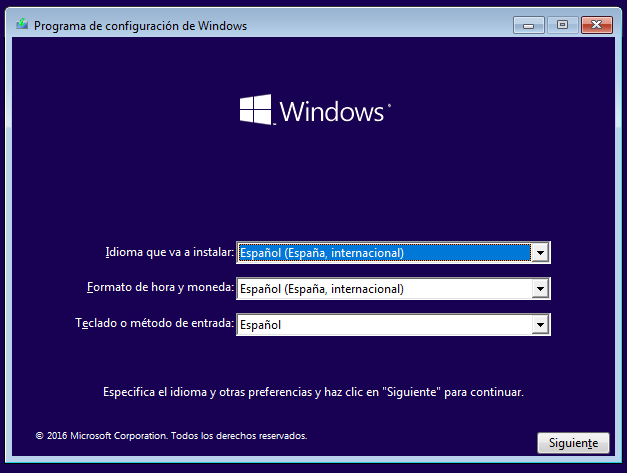 Programa de configuración de Windows
Windows
Idioma que va a instalar: Español (España, internacional)
Formato de hora y moneda: Español (España, internacional)
Teclado o método de entrada: Español
Especifica el idioma y otras preferencias y haz clic en "Siguiente" para continuar.
© 2016 Microsoft Corporation. Todos los derechos reservados.
Siguiente